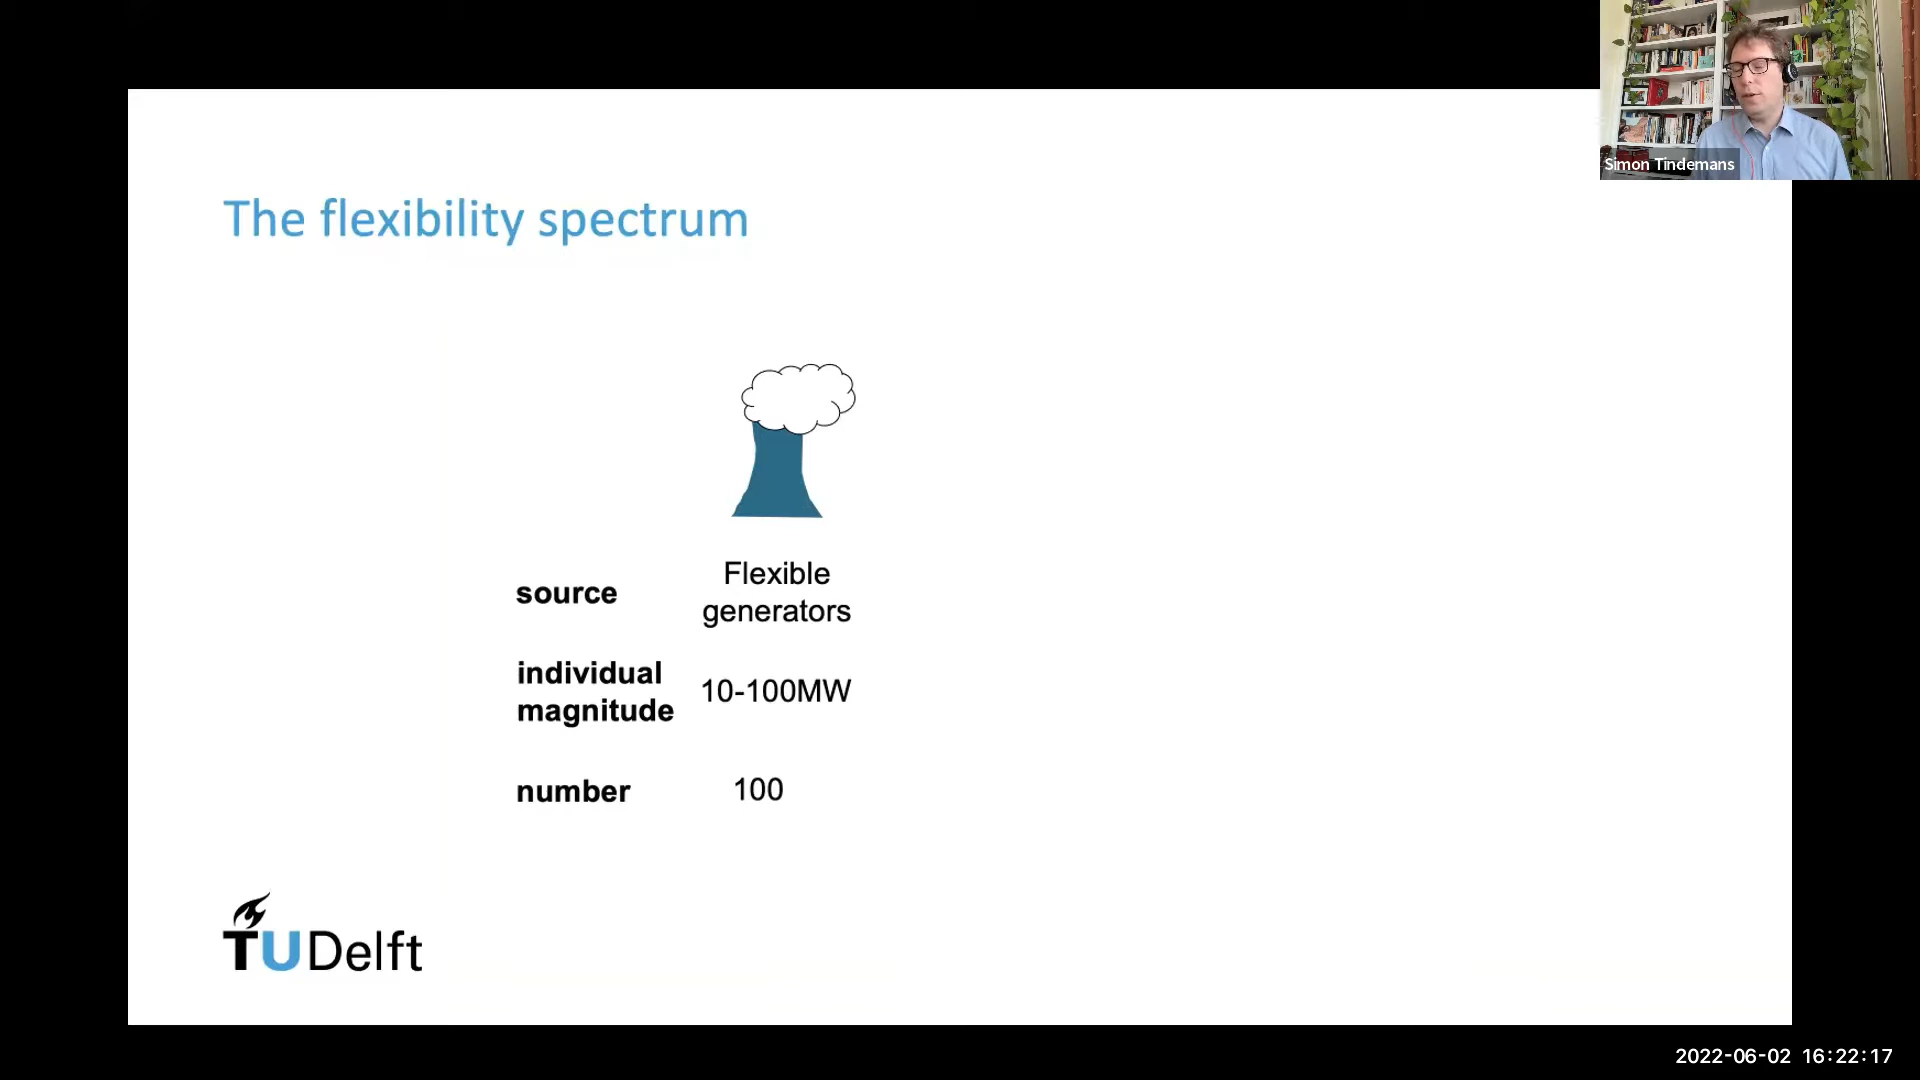 Simon Tindemans
The flexibility spectrum
source
Flexible
generators
individual
magnitude
10-100MW
number
100
TUDelft
2022-06-02 16:22:17